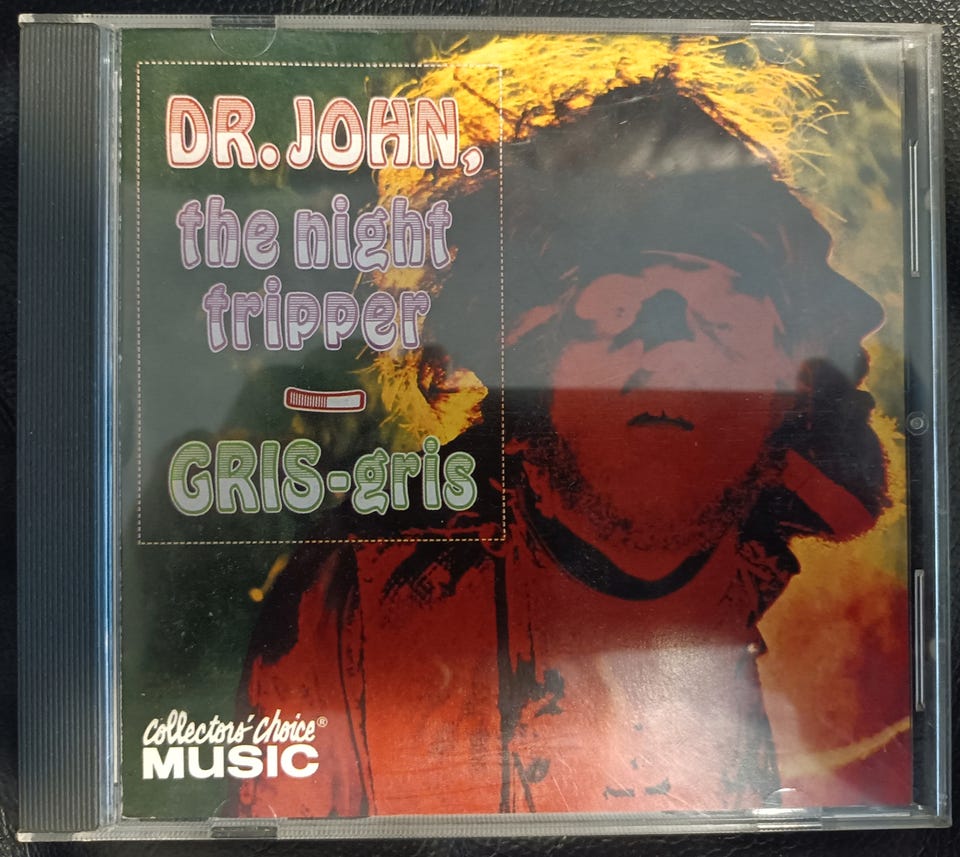 DR. JOHN,
the night
tripper
GRIS-gris
Collectors' Choice®
MUSIC